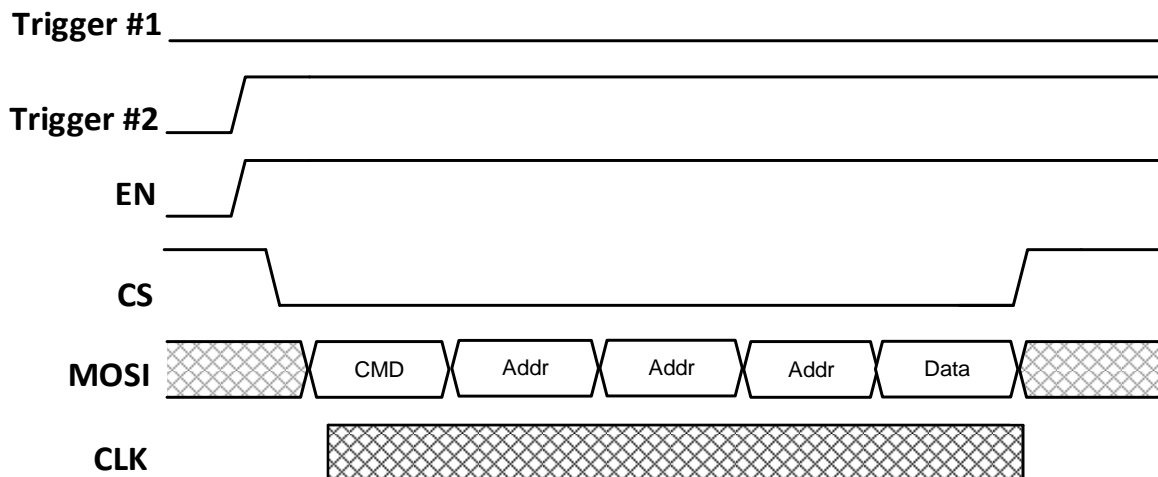 Trigger #1
Trigger #2
EN
CS
MOSI CMD Addr Addr Addr Data
CLK